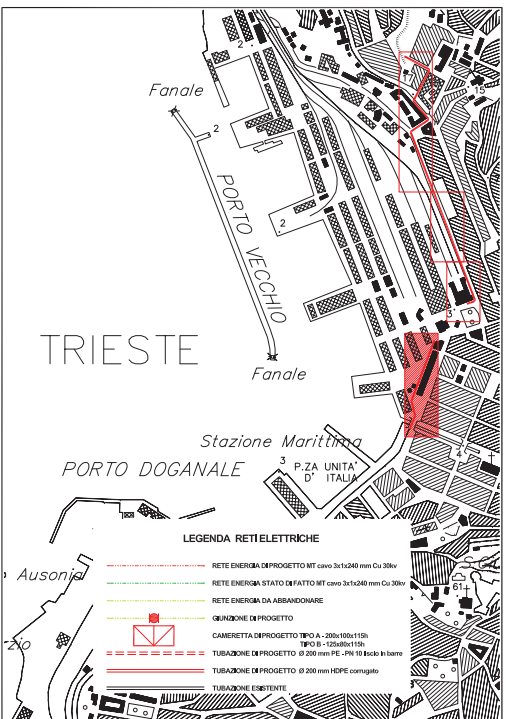 2
Fanale
15
2
PORTO VECCHIO
2
3
TRIESTE
Fanale
Stazione Marittima
4
PORTO DOGANALE
3
P.ZA UNITA'
D' ITALIA
LEGENDA RETI ELETTRICHE
Ausonia
RETE ENERGIA DI PROGETTO MT cavo 3x1x240 mm Cu 30kv
RETE ENERGIA STATO DI FATTO MT cavo 3x1x240 mm Cu 30kv
61
RETE ENERGIA DA ABBANDONARE
GIUNZIONE DI PROGETTO
CAMERETTA DI PROGETTO TIPO A - 200x100x115h
TIPO B - 125x80x115h
zio
TUBAZIONE DI PROGETTO Ø 200 mm PE - PN 10 liscio in barre
TUBAZIONE DI PROGETTO Ø 200 mm HDPE corrugato
TUBAZIONE ESISTENTE